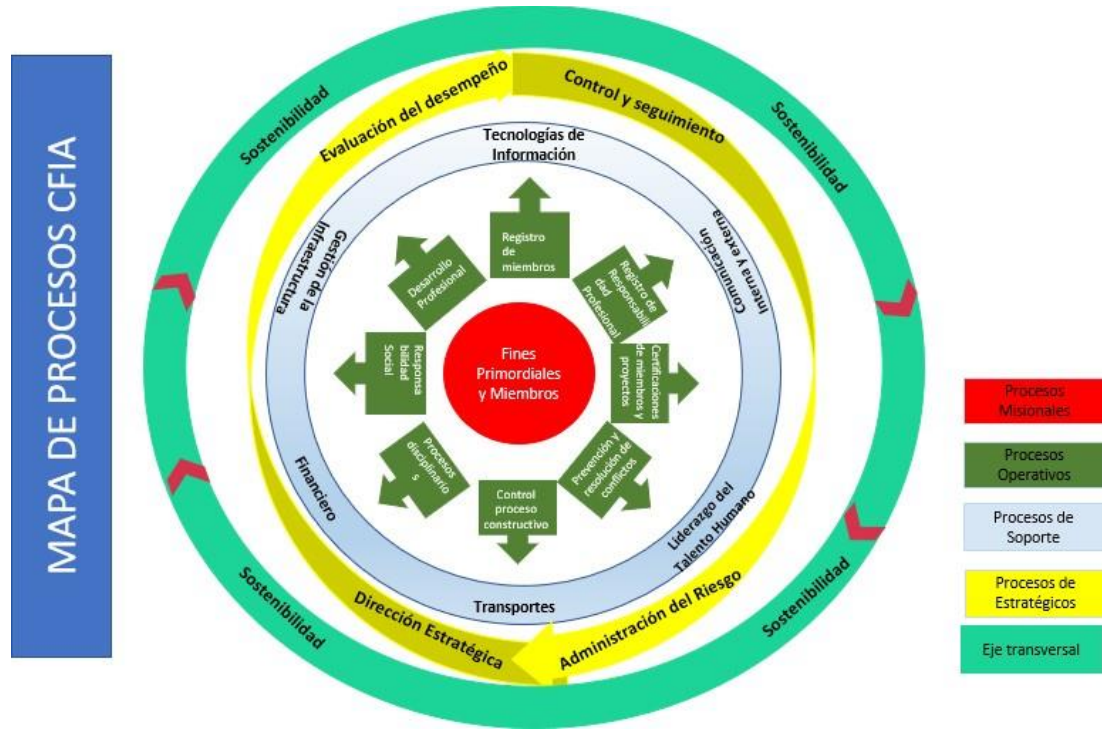 MAPA DE PROCESOS CFIA
Sostenibilidad
Sostenibilidad
Evaluación del desempeño
Control y seguimiento
Tecnologías de
Información
Gestión de la
Infraestructura
Comunicación
Interna y externa
Registro
de
miembros
Desarrollo
Profesional
Registro de
Responsabili
dad
Profesional
Responsa
bilidad
Social
Fines
Primordiales
y Miembros
Certificaciones
de miembros y
proyectos
Procesos
disciplinario
s
Control
proceso
constructivo
Prevención y
resolución de
conflictos
Financiero
Liderazgo del
Talento Humano
Transportes
Dirección Estratégica
Administración del Riesgo
Sostenibilidad
Sostenibilidad
Procesos
Misionales
Procesos
Operativos
Procesos de
Soporte
Procesos de
Estratégicos
Eje transversal